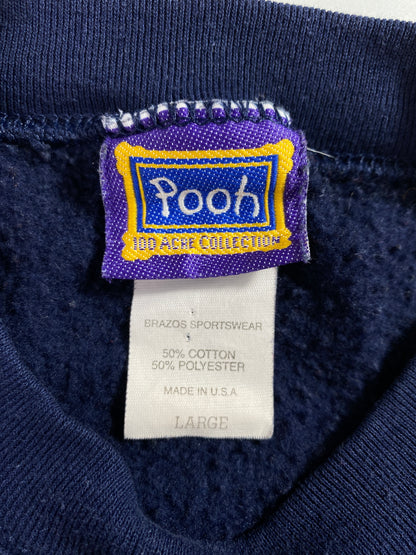 Pooh
100 ACRE COLLECTION
BRAZOS SPORTSWEAR
50% COTTON
50% POLYESTER
MADE IN U.S.A
LARGE